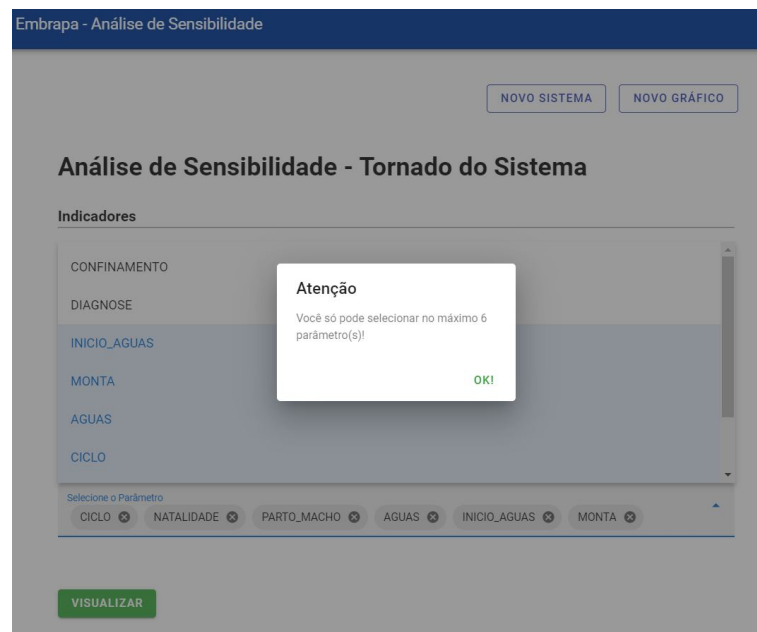 Embrapa - Análise de Sensibilidade
NOVO SISTEMA NOVO GRÁFICO
Análise de Sensibilidade - Tornado do Sistema
Indicadores
CONFINAMENTO
DIAGNOSE
INICIO_AGUAS
MONTA
AGUAS
CICLO
Atenção
Você só pode selecionar no máximo 6
parâmetro(s)!
OK!
Selecione o Parâmetro
CICLO NATALIDADE PARTO_MACHO AGUAS INICIO_AGUAS MONTA
VISUALIZAR